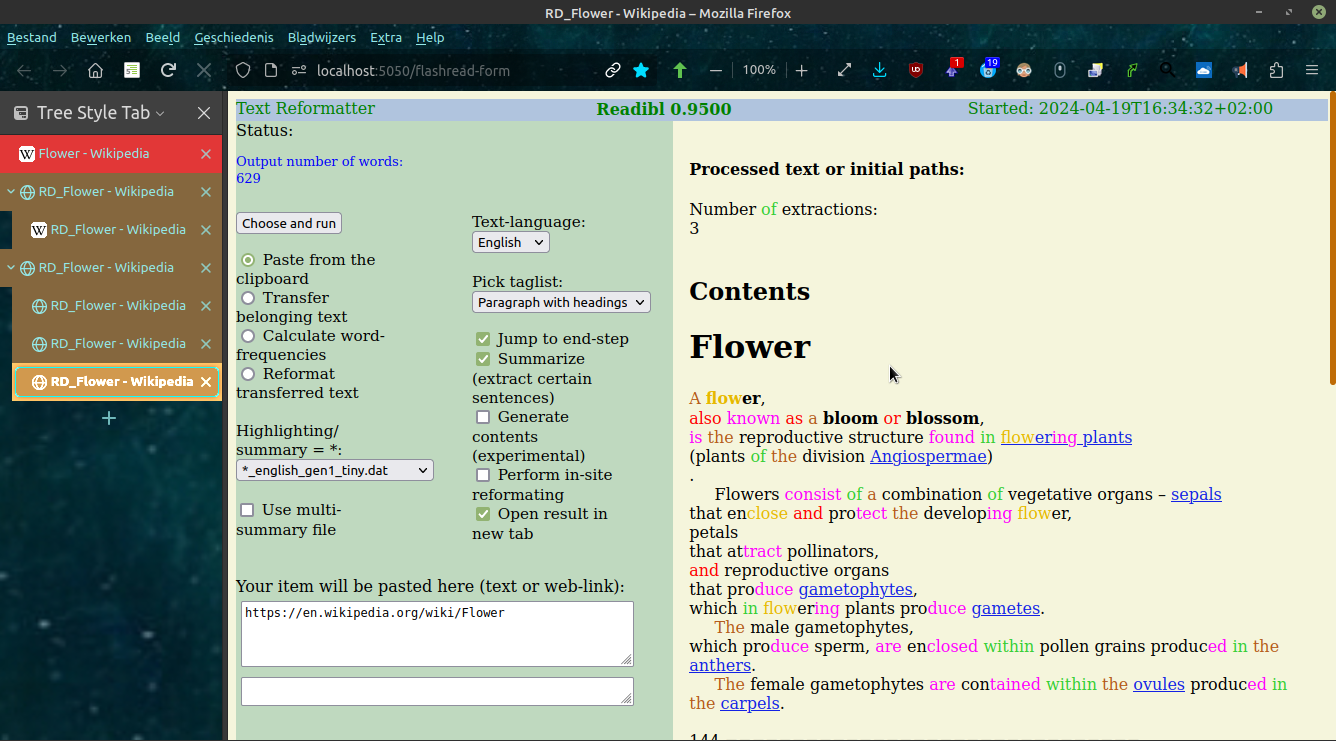 RD_Flower - Wikipedia – Mozilla Firefox
Bestand Bewerken Beeld Geschiedenis Bladwijzers Extra Help
localhost:5050/flashread-form
100%
1
19
Tree Style Tab
Flower - Wikipedia
RD_Flower - Wikipedia
RD_Flower - Wikipedia
RD_Flower - Wikipedia
RD_Flower - Wikipedia
RD_Flower - Wikipedia
RD_Flower - Wikipedia
Text Reformatter Readibl 0.9500 Started: 2024-04-19T16:34:32+02:00
Status:
Output number of words:
629
Choose and run
Paste from the
clipboard
Transfer
belonging text
Calculate word-
frequencies
Reformat
transferred text
Highlighting/
summary = *:
*_english_gen1_tiny.dat
Use multi-
summary file
Text-language:
English
Pick taglist:
Paragraph with headings
Jump to end-step
Summarize
(extract certain
sentences)
Generate
contents
(experimental)
Perform in-site
reformating
Open result in
new tab
Your item will be pasted here (text or web-link):
https://en.wikipedia.org/wiki/Flower
Processed text or initial paths:
Number of extractions:
3
Contents
Flower
A flower,
also known as a bloom or blossom,
is the reproductive structure found in flowering plants
(plants of the division Angiospermae)
.
Flowers consist of a combination of vegetative organs – sepals
that enclose and protect the developing flower,
petals
that attract pollinators,
and reproductive organs
that produce gametophytes,
which in flowering plants produce gametes.
The male gametophytes,
which produce sperm, are enclosed within pollen grains produced in the
anthers.
The female gametophytes are contained within the ovules produced in
the carpels.
144